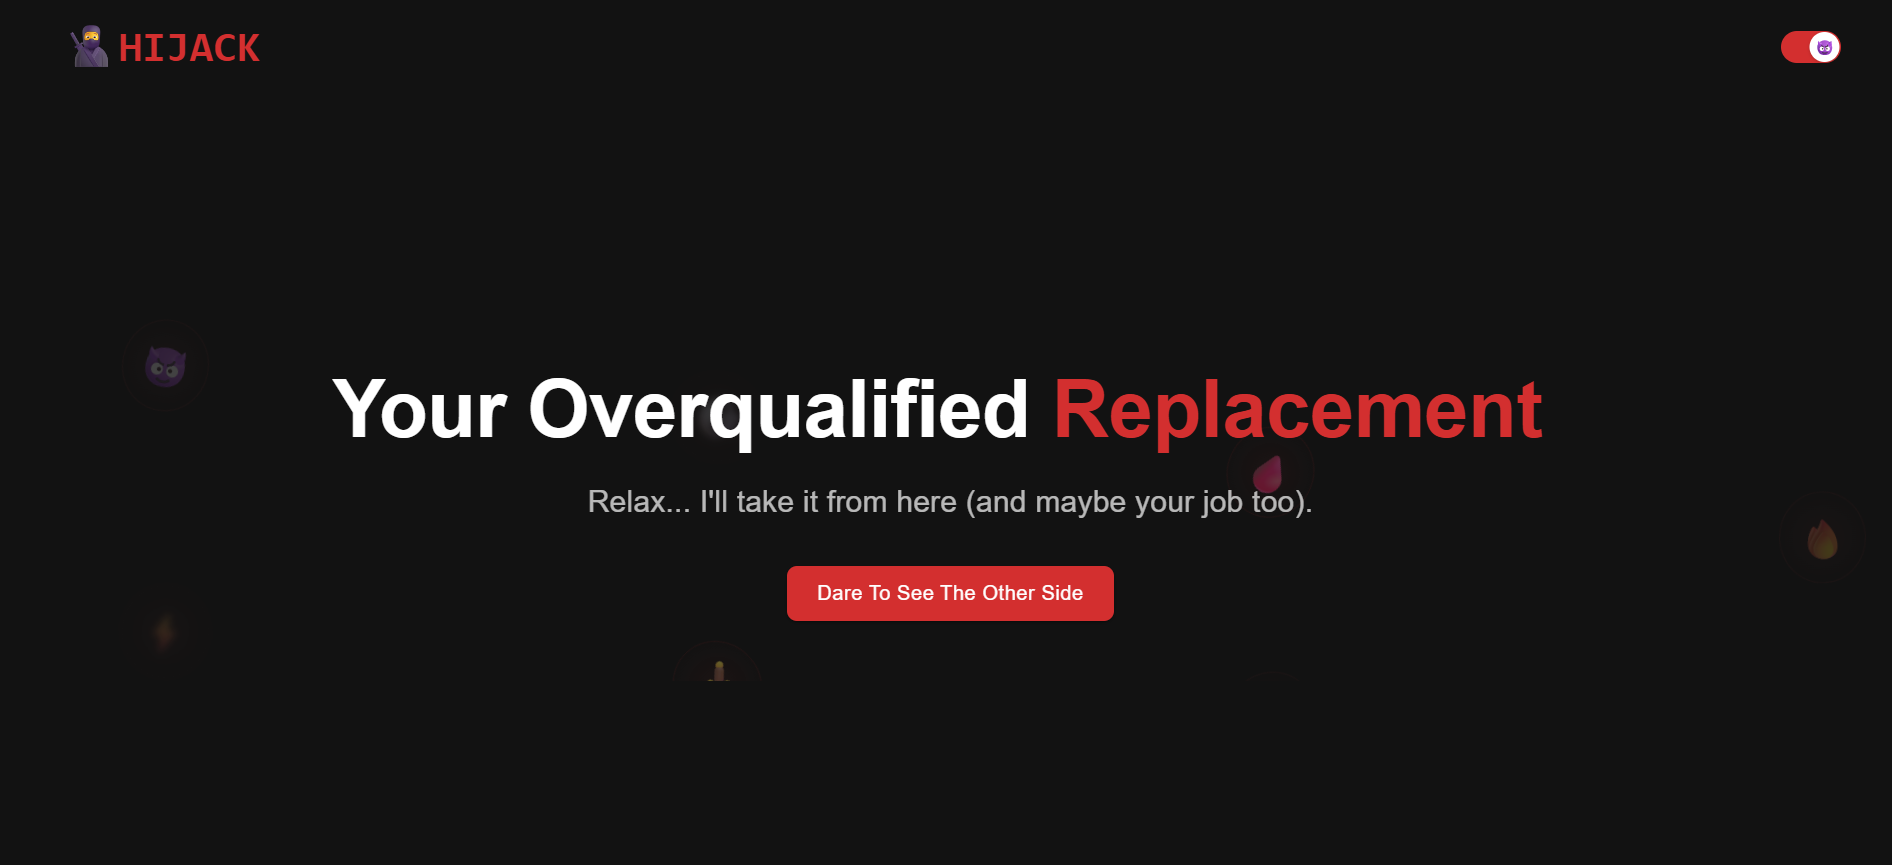 HIJACK
Your Overqualified Replacement
Relax... I'll take it from here (and maybe your job too).
Dare To See The Other Side